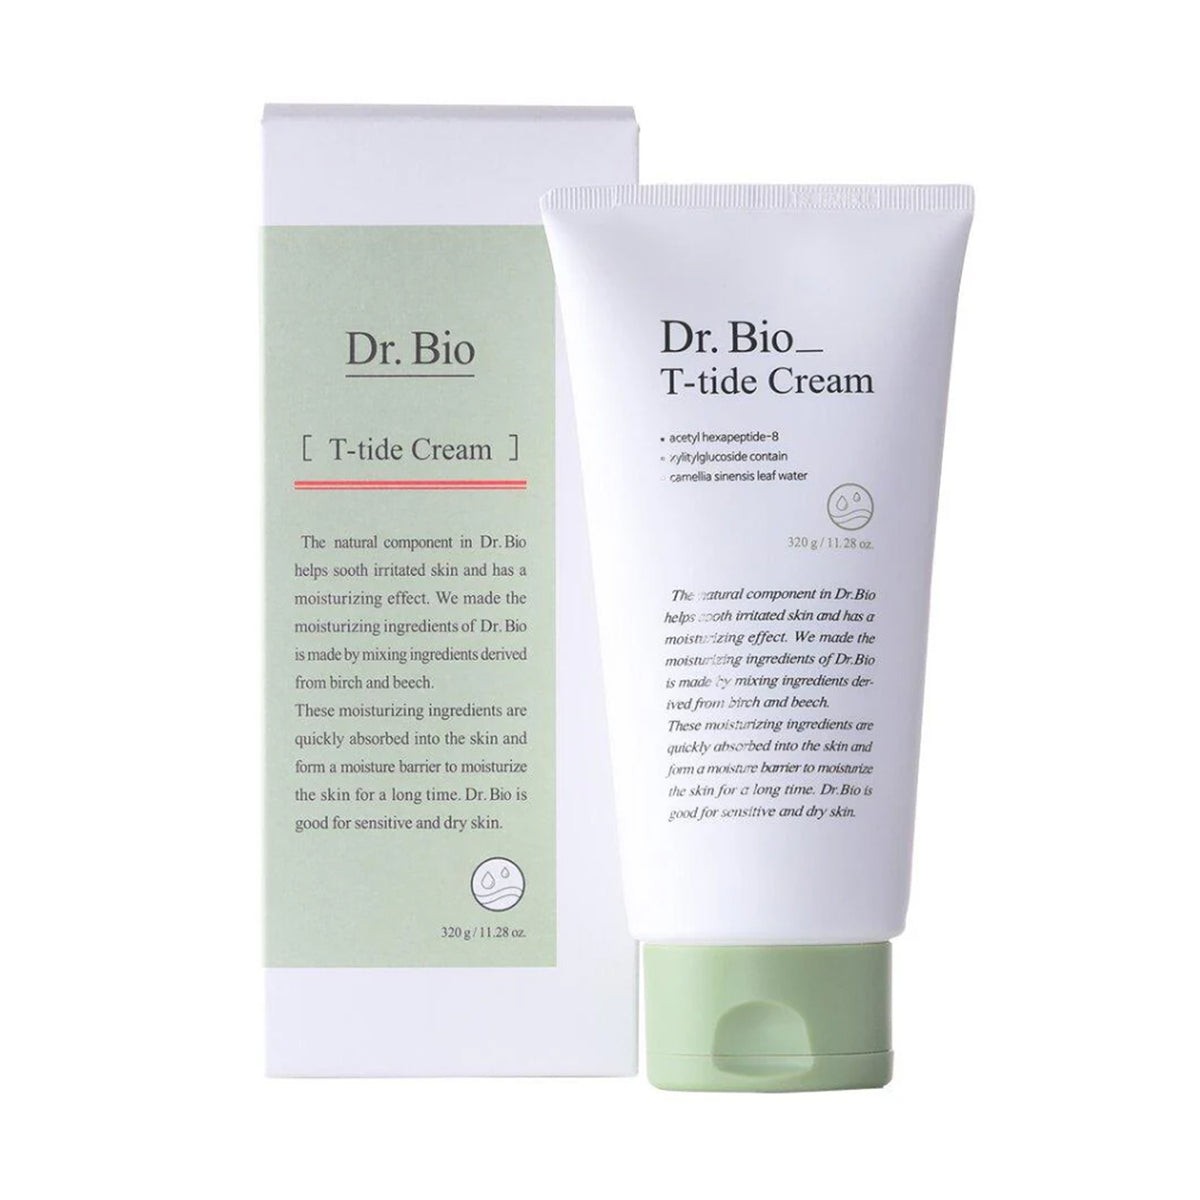 Dr. Bio
[ T-tide Cream ]
The natural component in Dr. Bio
helps sooth irritated skin and has a
moisturizing effect. We made the
moisturizing ingredients of Dr. Bio
is made by mixing ingredients derived
from birch and beech.
These moisturizing ingredients are
quickly absorbed into the skin and
form a moisture barrier to moisturize
the skin for a long time. Dr. Bio is
good for sensitive and dry skin.
320 g / 11.28 oz.
Dr. Bio_
T-tide Cream
▪ acetyl hexapeptide-8
▪ xylitylglucoside contain
▫ camellia sinensis leaf water
320 g / 11.28 oz.
The natural component in Dr.Bio
helps sooth irritated skin and has a
moisturizing effect. We made the
moisturizing ingredients of Dr.Bio
is made by mixing ingredients der-
ived from birch and beech.
These moisturizing ingredients are
quickly absorbed into the skin and
form a moisture barrier to moisturize
the skin for a long time. Dr.Bio is
good for sensitive and dry skin.